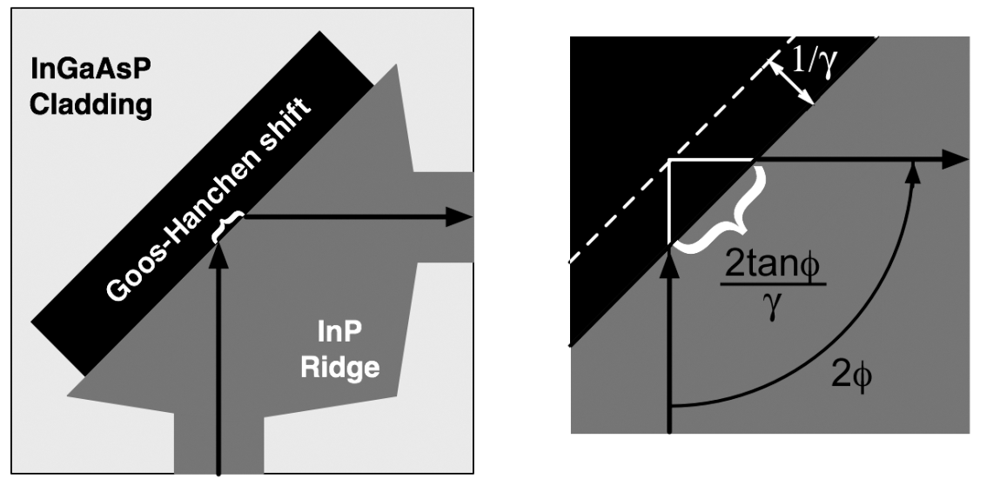 InGaAsP
Cladding
Goos-Hanchen shift
InP
Ridge
1/γ
2tanϕ
γ
2ϕ